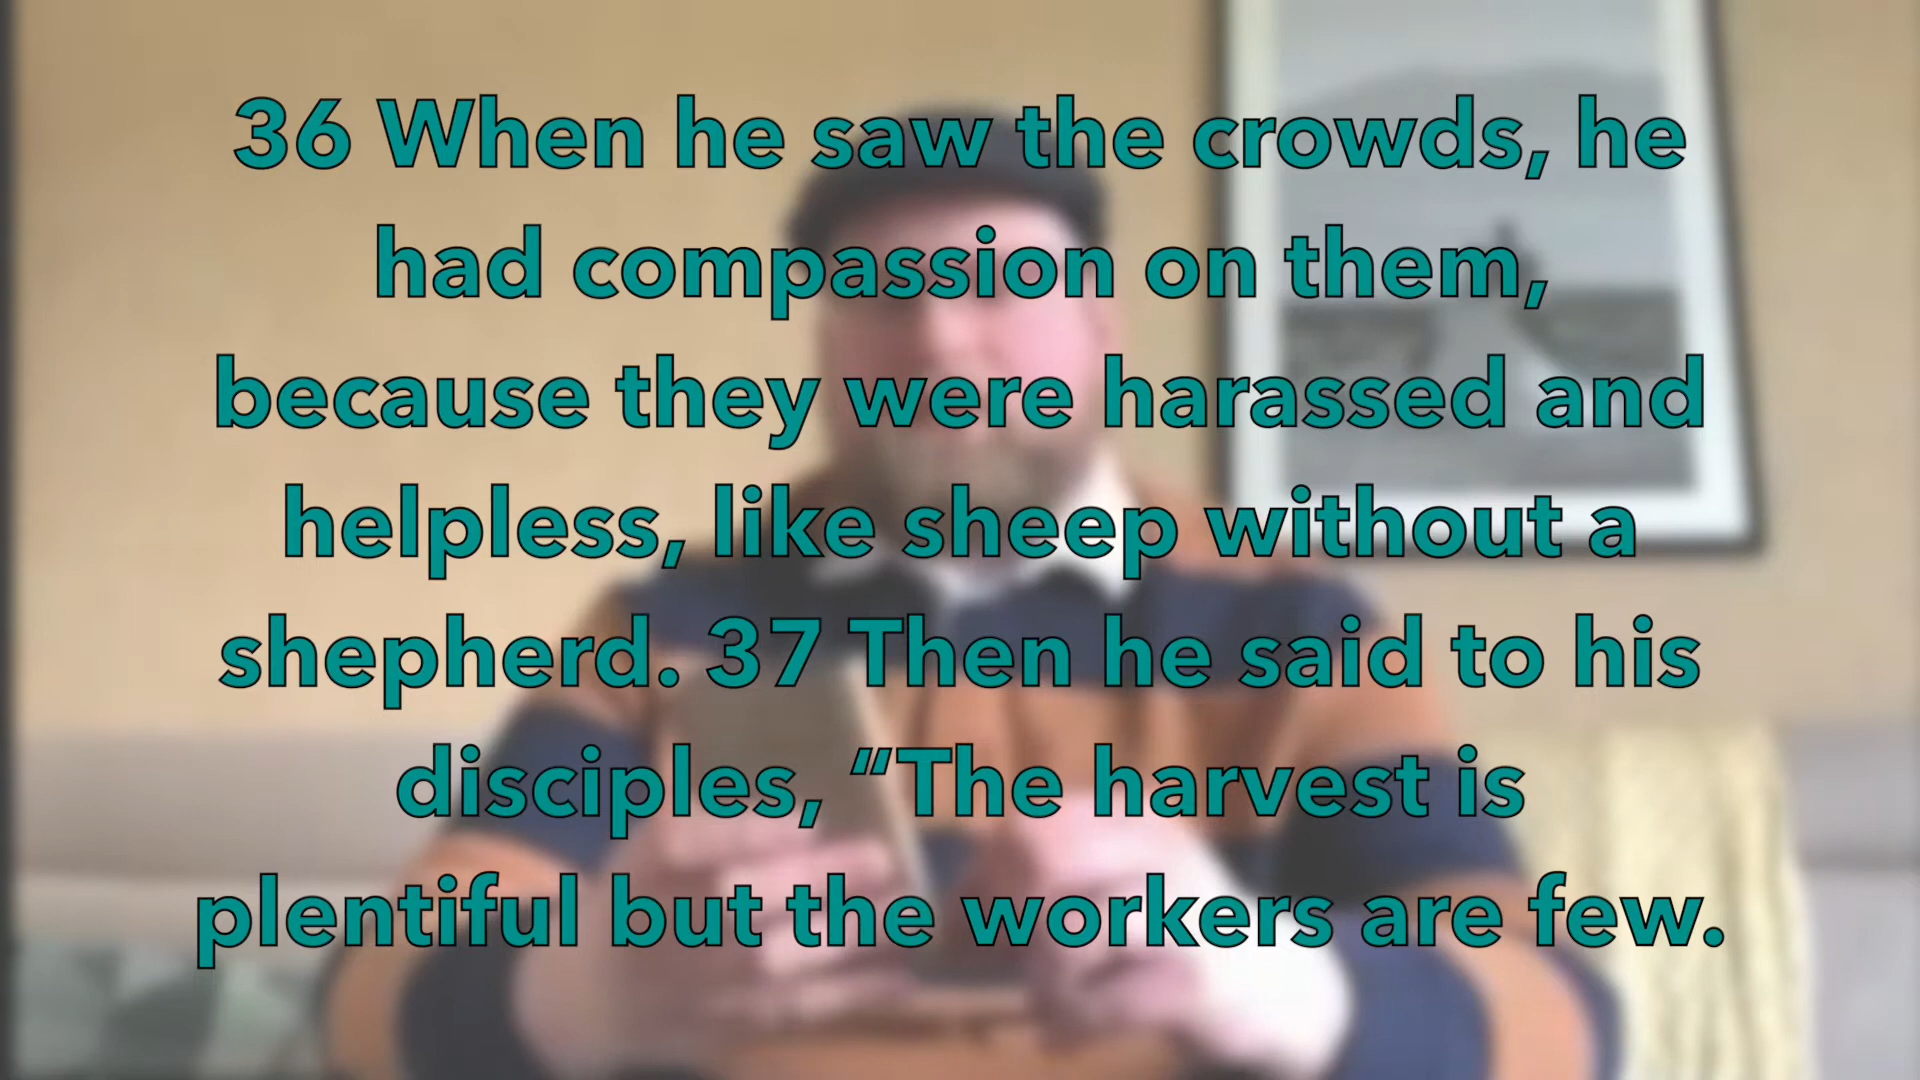 36 When he saw the crowds, he
had compassion on them,
because they were harassed and
helpless, like sheep without a
shepherd. 37 Then he said to his
disciples, “The harvest is
plentiful but the workers are few.